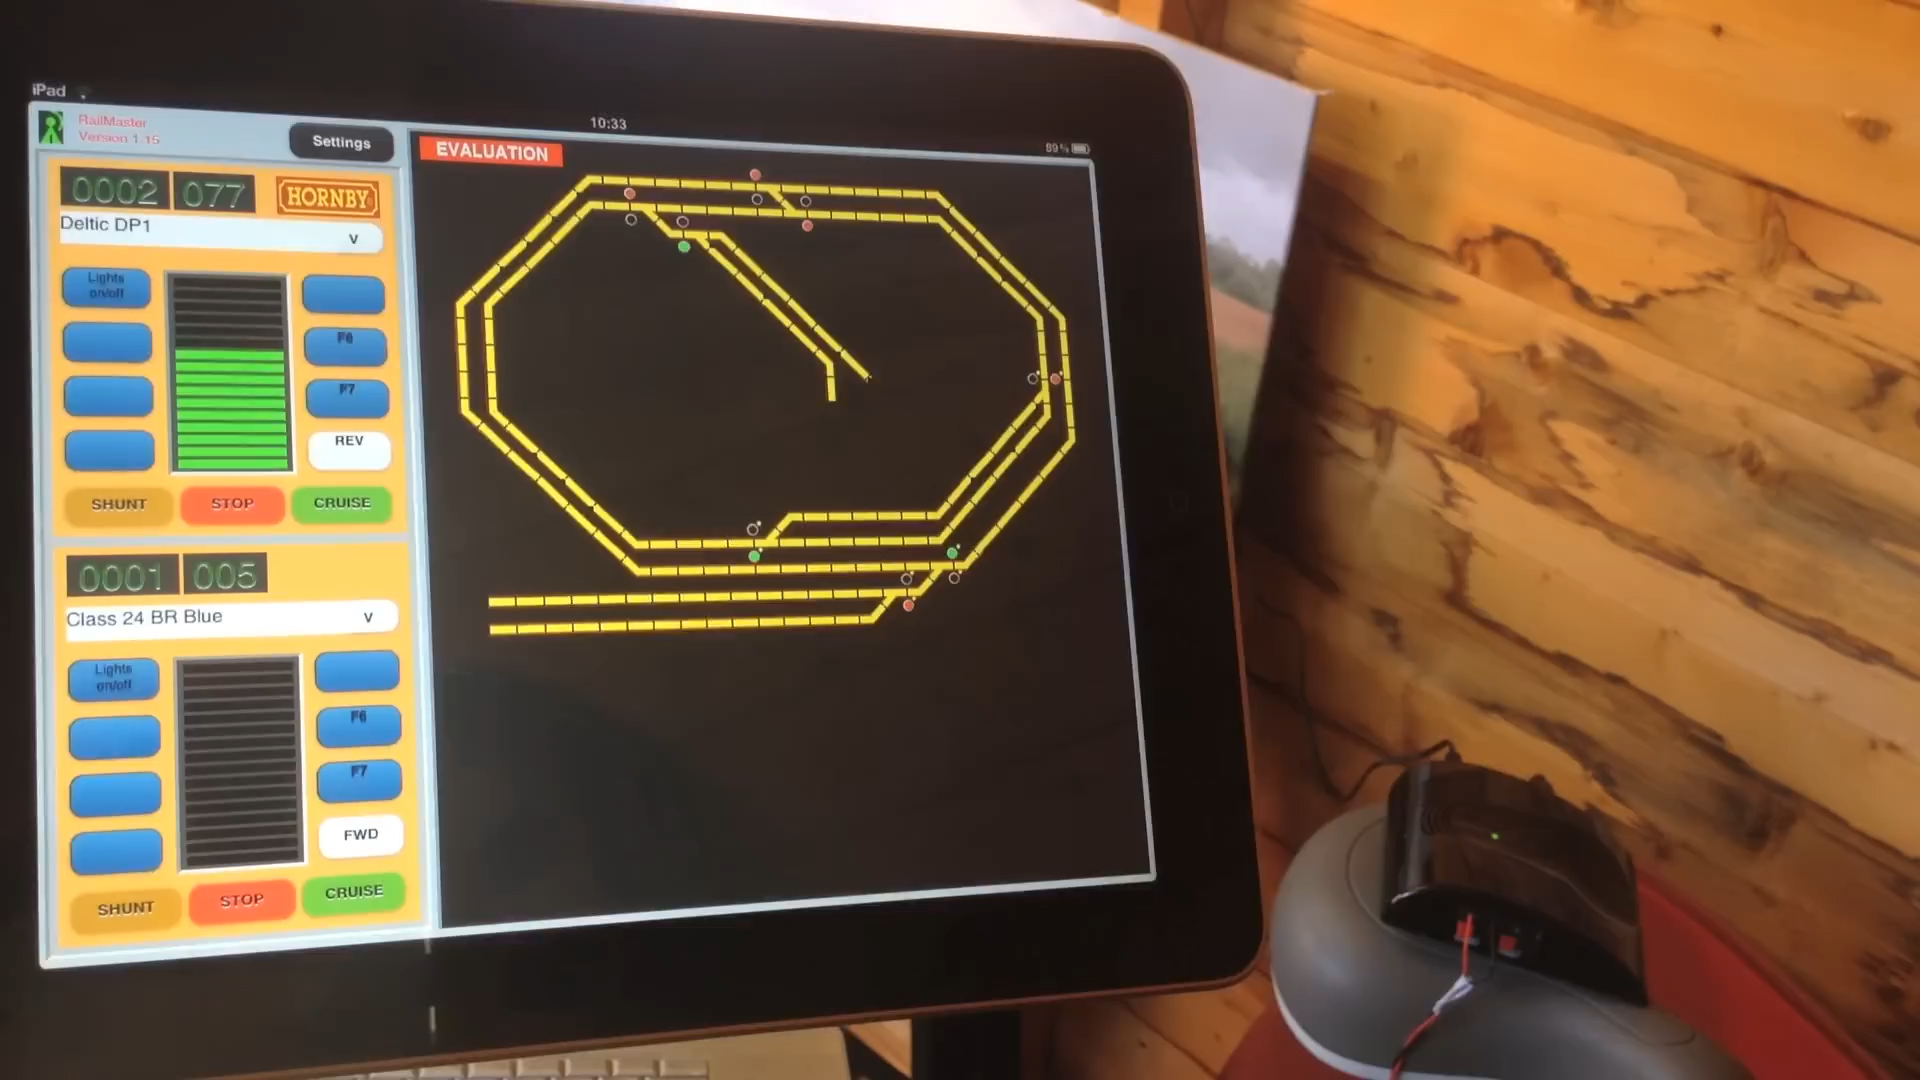 iPad
10:33
89%
RailMaster
Version 1.15
Settings
EVALUATION
0002
077
HORNBY
Deltic DP1
v
Lights
on/off
F6
F7
REV
SHUNT
STOP
CRUISE
0001
005
Class 24 BR Blue
v
Lights
on/off
F6
F7
FWD
SHUNT
STOP
CRUISE